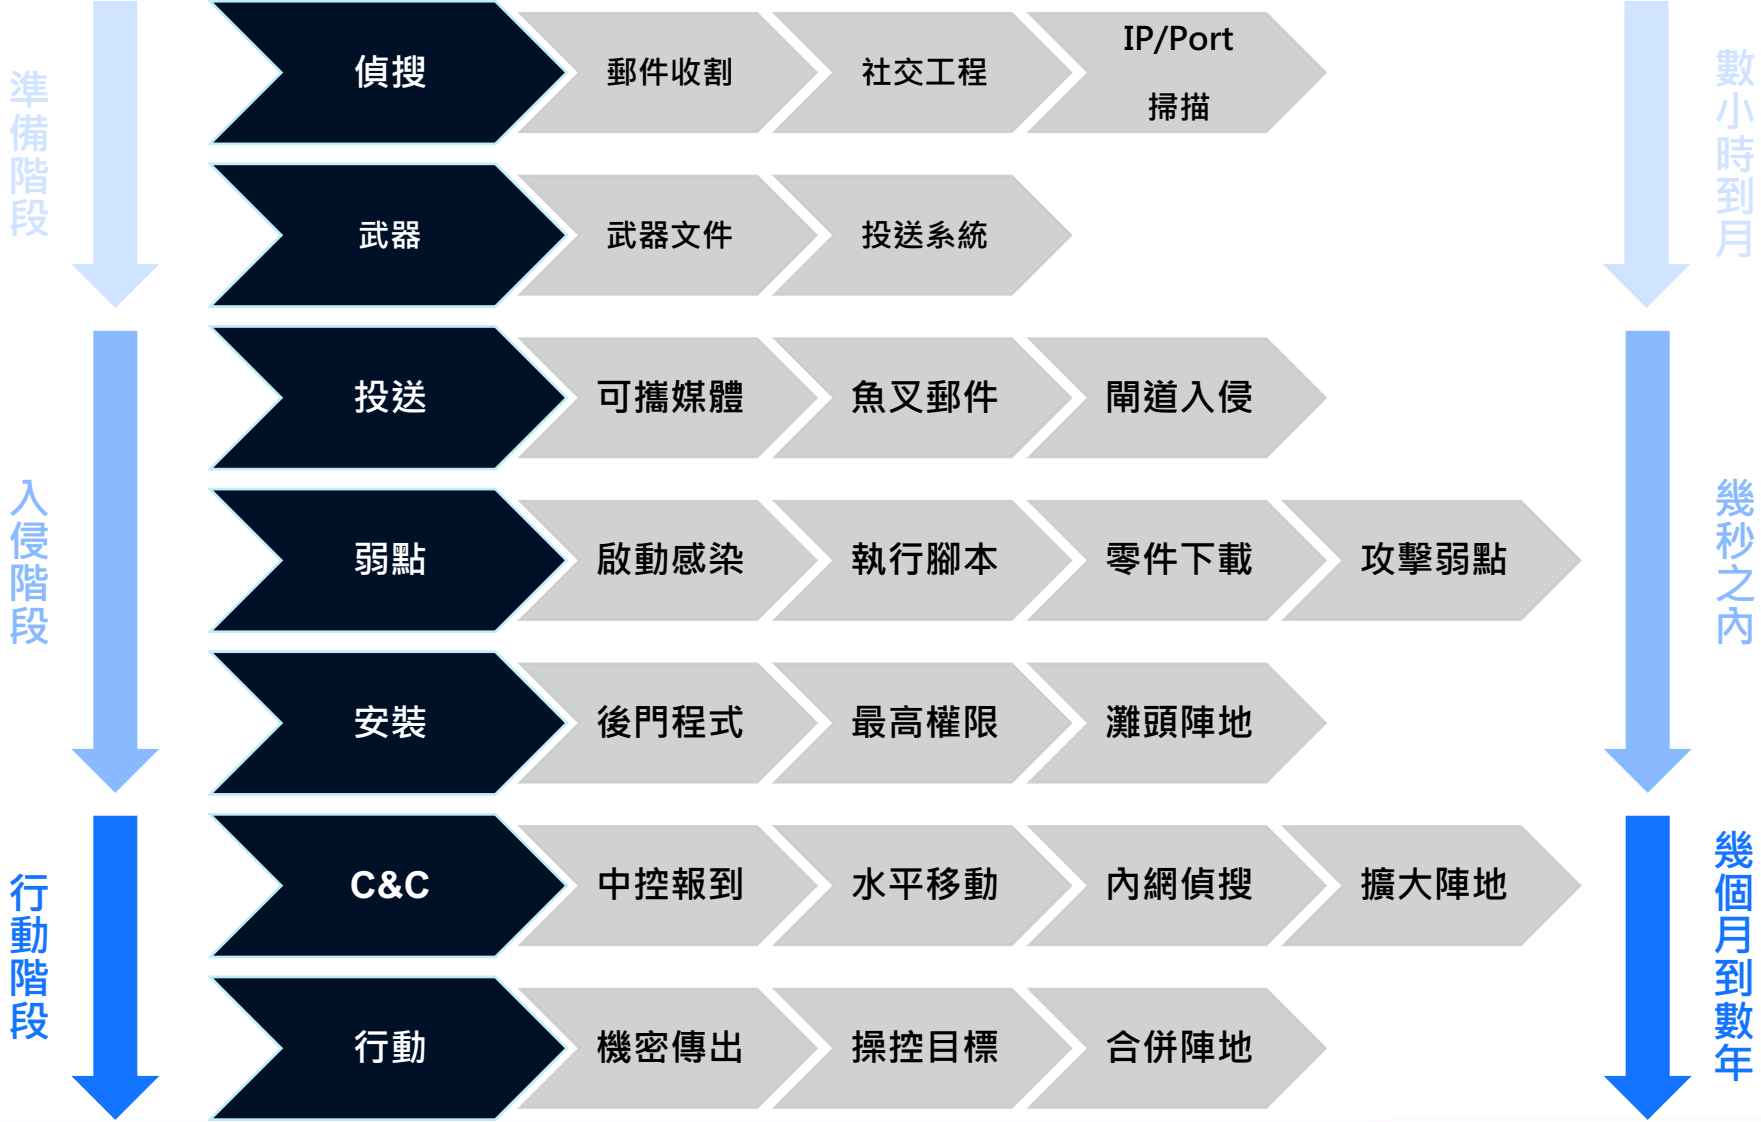 準備階段
偵搜
郵件收割
社交工程
IP/Port
掃描
數小時到月
武器
武器文件
投送系統
入侵階段
投送
可攜媒體
魚叉郵件
閘道入侵
幾秒之內
弱點
啟動感染
執行腳本
零件下載
攻擊弱點
安裝
後門程式
最高權限
灘頭陣地
行動階段
C&C
中控報到
水平移動
內網偵搜
擴大陣地
幾個月到數年
行動
機密傳出
操控目標
合併陣地